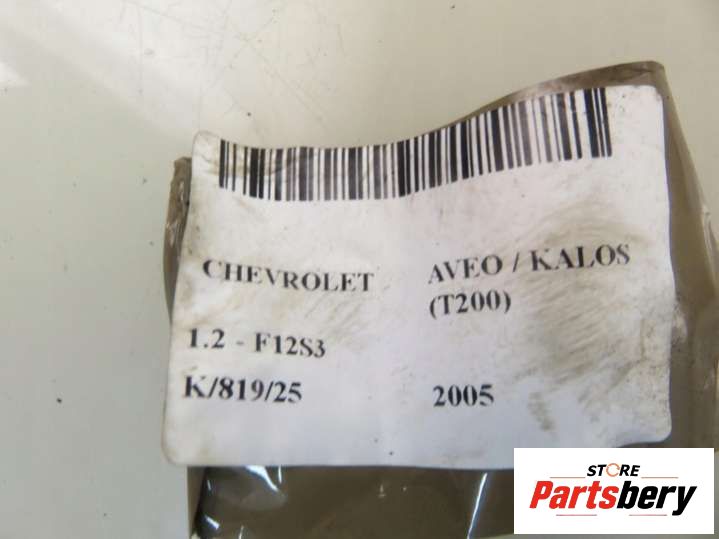 CHEVROLET AVEO / KALOS
(T200)
1.2 - F12S3
K/819/25 2005
STORE
Partsbery